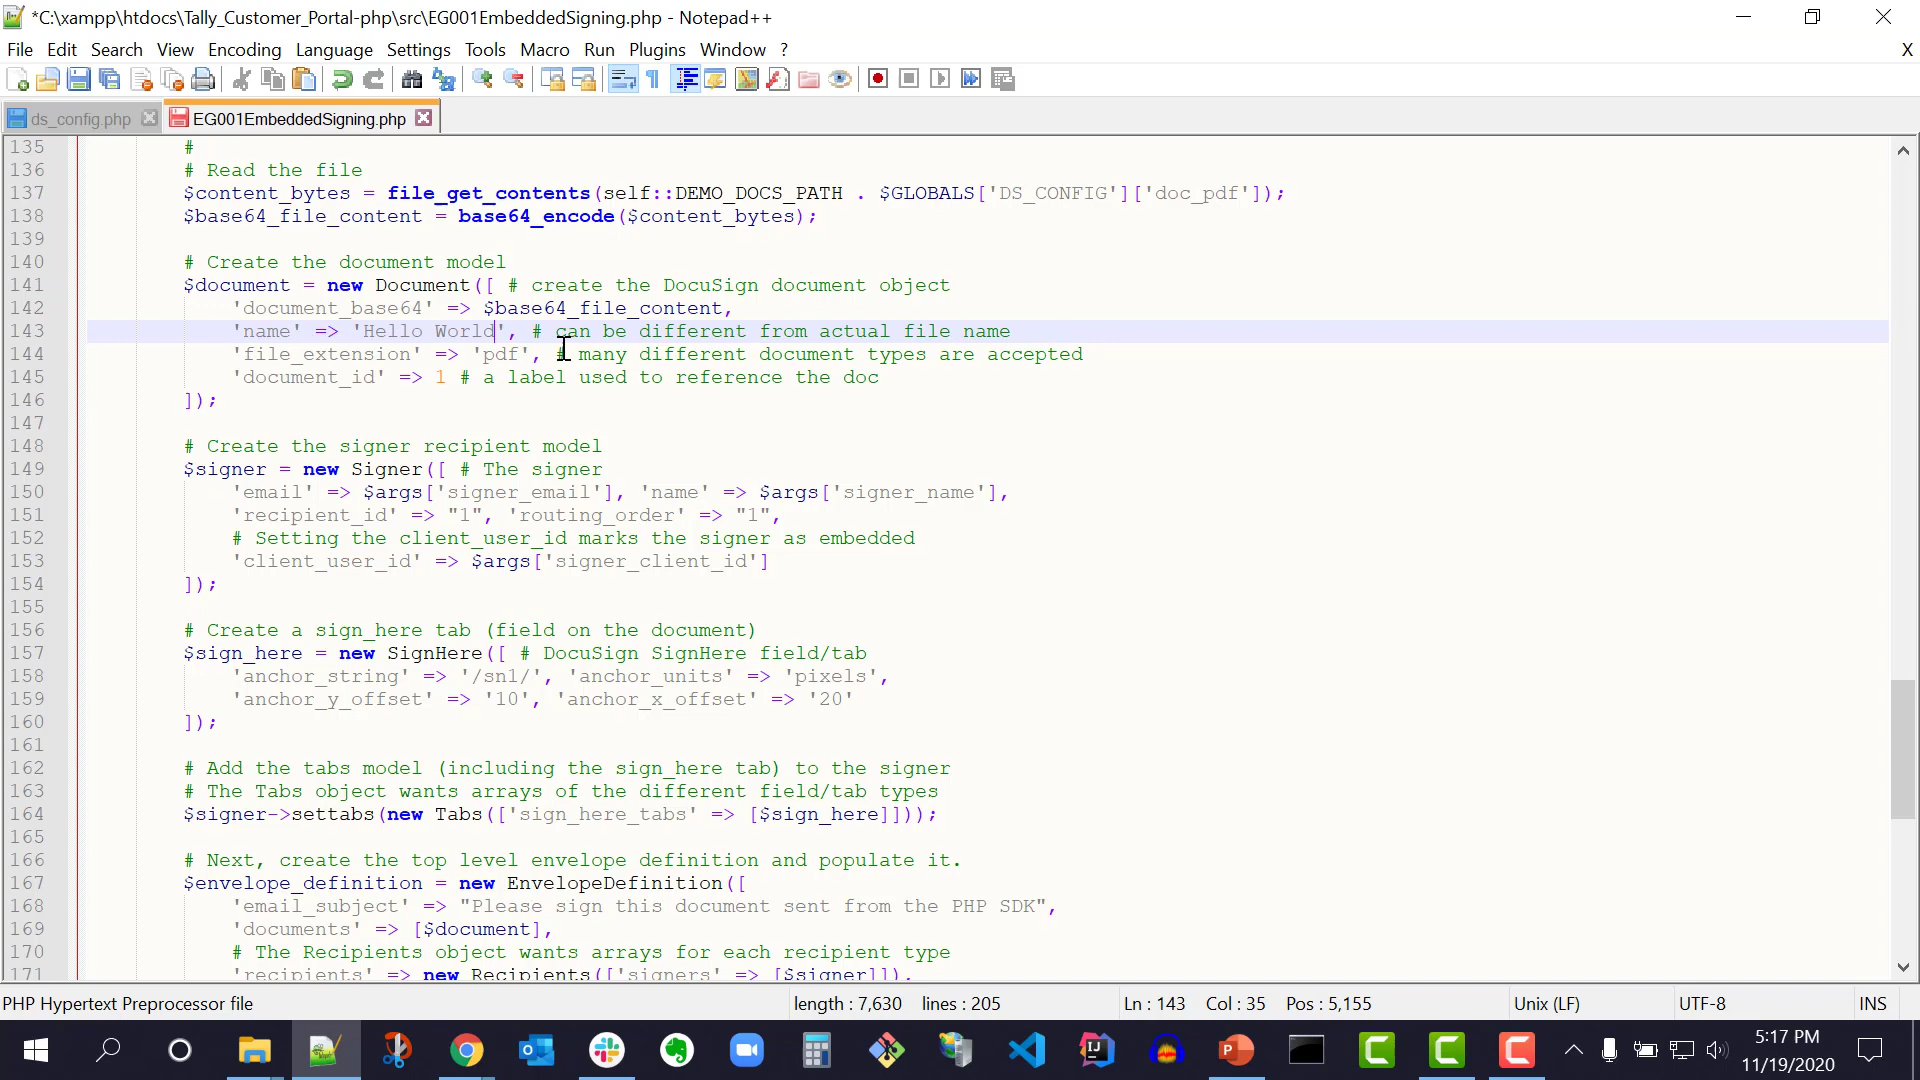 *C:\xampp\htdocs\Tally_Customer_Portal-php\src\EG001EmbeddedSigning.php - Notepad++
File Edit Search View Encoding Language Settings Tools Macro Run Plugins Window ? X
ds_config.php EG001EmbeddedSigning.php
135 #
136 # Read the file
137 $content_bytes = file_get_contents(self::DEMO_DOCS_PATH . $GLOBALS['DS_CONFIG']['doc_pdf']);
138 $base64_file_content = base64_encode($content_bytes);
139
140 # Create the document model
141 $document = new Document([ # create the DocuSign document object
142 'document_base64' => $base64_file_content,
143 'name' => 'Hello World', # can be different from actual file name
144 'file_extension' => 'pdf', # many different document types are accepted
145 'document_id' => 1 # a label used to reference the doc
146 ]);
147
148 # Create the signer recipient model
149 $signer = new Signer([ # The signer
150 'email' => $args['signer_email'], 'name' => $args['signer_name'],
151 'recipient_id' => "1", 'routing_order' => "1",
152 # Setting the client_user_id marks the signer as embedded
153 'client_user_id' => $args['signer_client_id']
154 ]);
155
156 # Create a sign_here tab (field on the document)
157 $sign_here = new SignHere([ # DocuSign SignHere field/tab
158 'anchor_string' => '/sn1/', 'anchor_units' => 'pixels',
159 'anchor_y_offset' => '10', 'anchor_x_offset' => '20'
160 ]);
161
162 # Add the tabs model (including the sign_here tab) to the signer
163 # The Tabs object wants arrays of the different field/tab types
164 $signer->settabs(new Tabs(['sign_here_tabs' => [$sign_here]]));
165
166 # Next, create the top level envelope definition and populate it.
167 $envelope_definition = new EnvelopeDefinition([
168 'email_subject' => "Please sign this document sent from the PHP SDK",
169 'documents' => [$document],
170 # The Recipients object wants arrays for each recipient type
171 'recipients' => new Recipients(['signers' => [$signer]]),
PHP Hypertext Preprocessor file length : 7,630 lines : 205 Ln : 143 Col : 35 Pos : 5,155 Unix (LF) UTF-8 INS
5:17 PM
11/19/2020